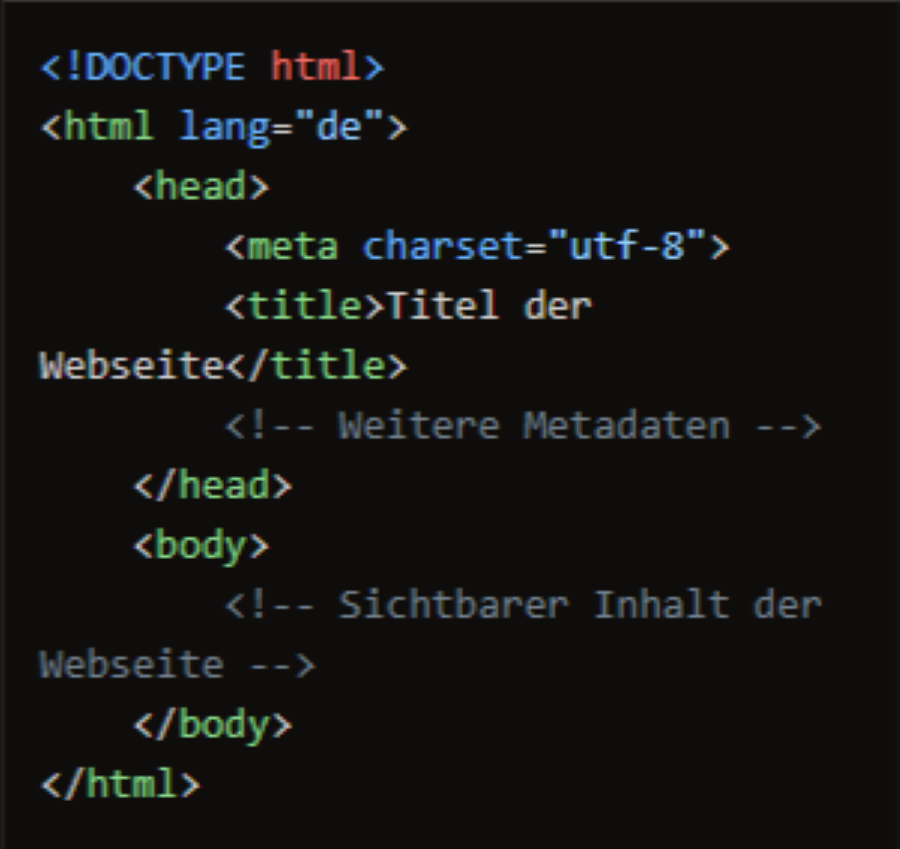 <!DOCTYPE html>
<html lang="de">
    <head>
        <meta charset="utf-8">
        <title>Titel der
Webseite</title>
        <!-- Weitere Metadaten -->
    </head>
    <body>
        <!-- Sichtbarer Inhalt der
Webseite -->
    </body>
</html>